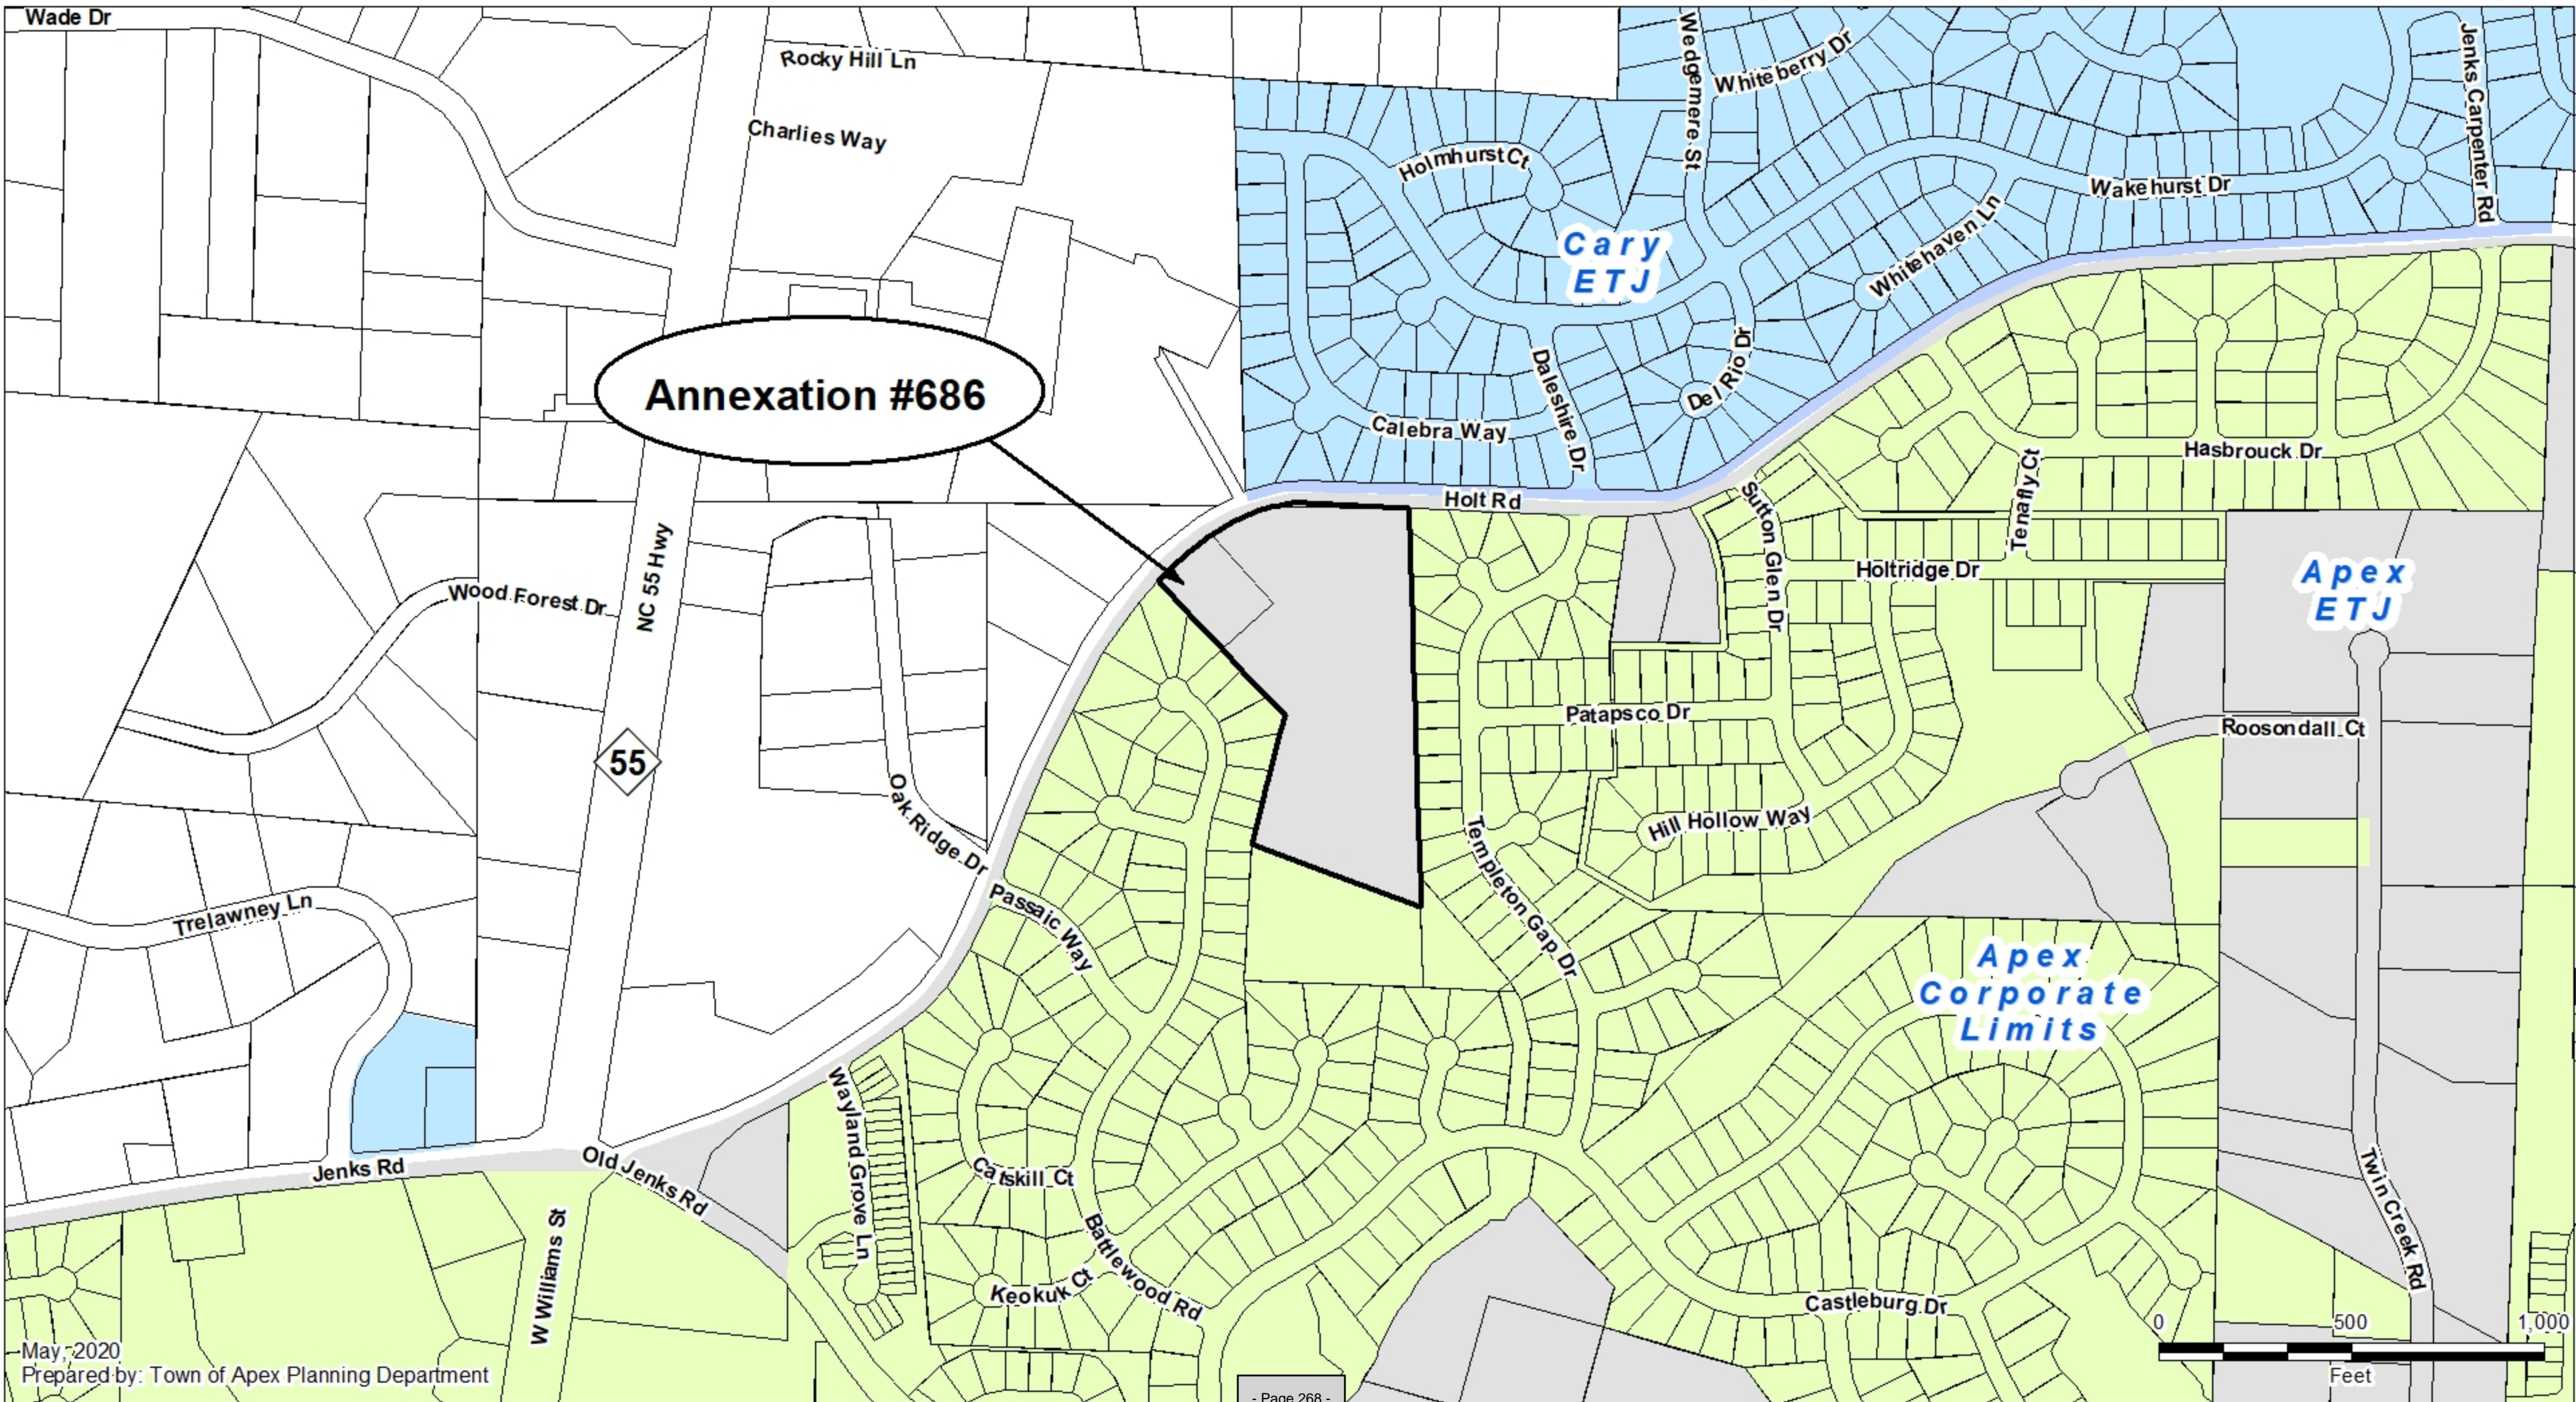 Wade Dr
Rocky Hill Ln
Charlies Way
Wedgemere St
Whiteberry Dr
Jenks Carpenter Rd
Holmhurst Ct
Wakehurst Dr
Whitehaven Ln
Cary
ETJ
Annexation #686
Daleshire Dr
Del Rio Dr
Calebra Way
Hasbrouck Dr
Tenafly Ct
Holt Rd
Sutton Glen Dr
Holtridge Dr
Apex
ETJ
NC 55 Hwy
Wood Forest Dr
Patapsco Dr
Roosondall Ct
55
Oak Ridge Dr
Hill Hollow Way
Templeton Gap Dr
Passaic Way
Trelawney Ln
Apex
Corporate
Limits
Wayland Grove Ln
Jenks Rd
Old Jenks Rd
Catskill Ct
Twin Creek Rd
W Williams St
Battlewood Rd
Keokuk Ct
Castleburg Dr
0 500 1,000
Feet
May, 2020
Prepared by: Town of Apex Planning Department
- Page 268 -